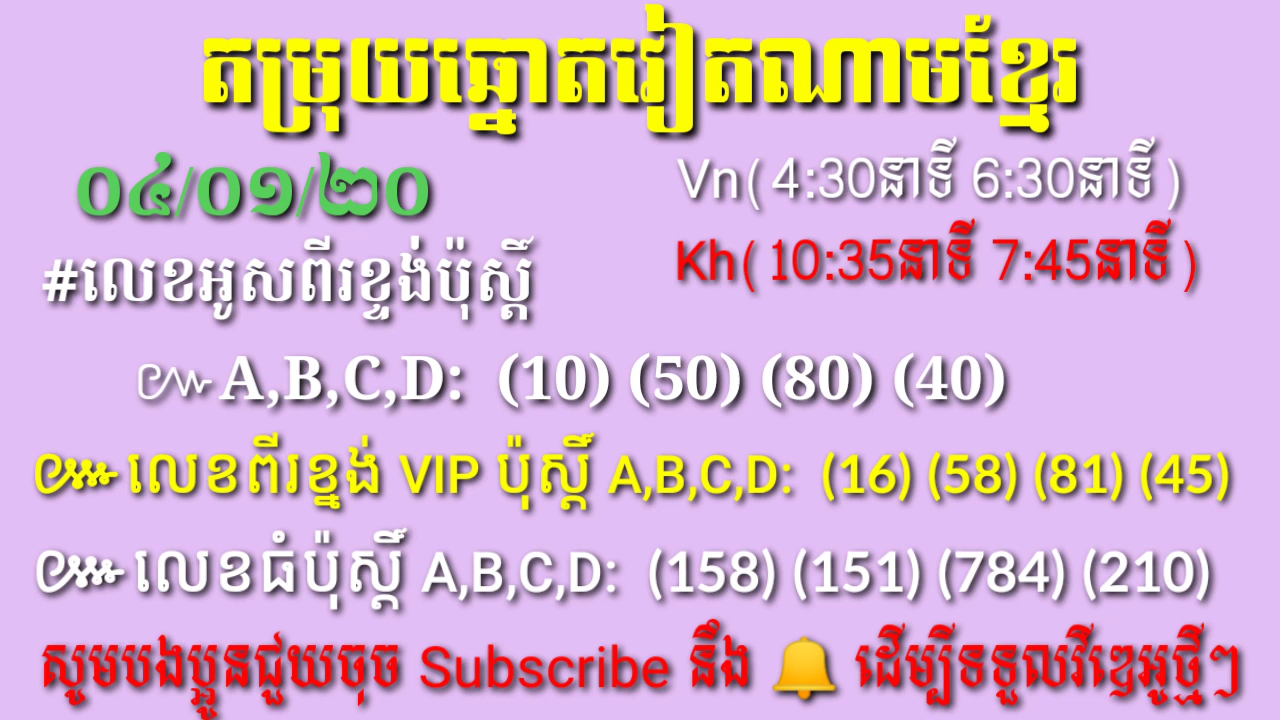 តម្រុយឆ្នោតវៀតណាមខ្មែរ
០៤/០១/២០
Vn( 4:30នាទី 6:30នាទី )
Kh( 10:35នាទី 7:45នាទី )
#លេខអូសពីរខ្ទង់ប៉ុស្តិ៍
A,B,C,D: (10) (50) (80) (40)
លេខពីរខ្នង់ VIP ប៉ុស្តិ៍ A,B,C,D: (16) (58) (81) (45)
លេខធំប៉ុស្តិ៍ A,B,C,D: (158) (151) (784) (210)
សូមបងប្អូនជួយចុច Subscribe និង 🔔 ដើម្បីទទួលវីឌេអូថ្មីៗ